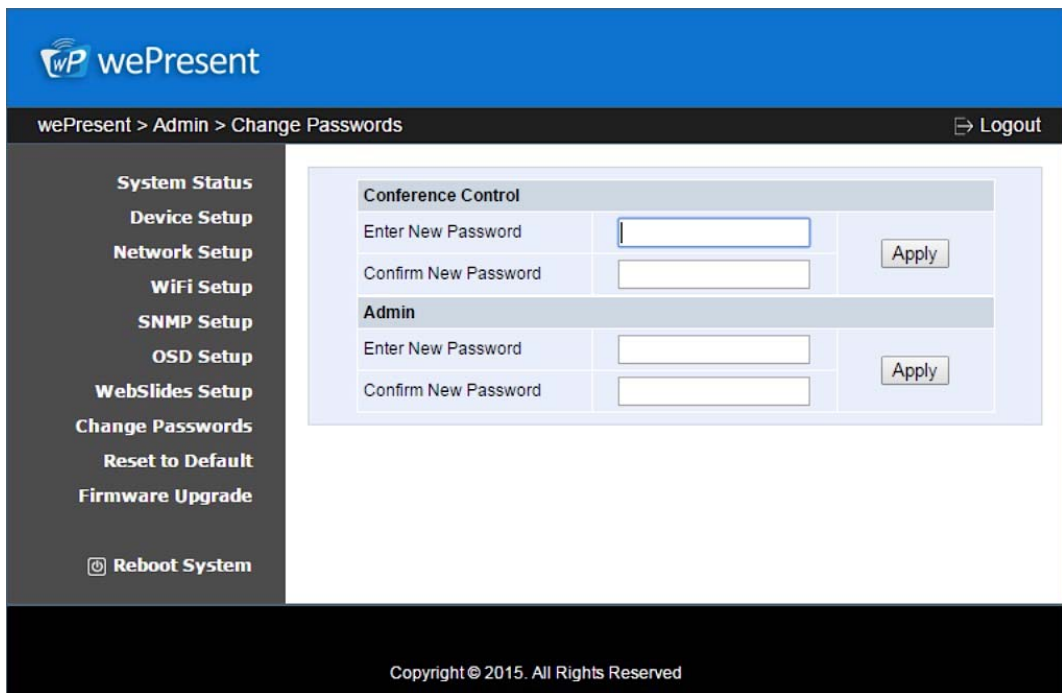 wP wePresent
wePresent > Admin > Change Passwords
Logout
System Status
Device Setup
Network Setup
WiFi Setup
SNMP Setup
OSD Setup
WebSlides Setup
Change Passwords
Reset to Default
Firmware Upgrade
Reboot System
Conference Control
Enter New Password
Apply
Confirm New Password
Admin
Enter New Password
Apply
Confirm New Password
Copyright © 2015. All Rights Reserved